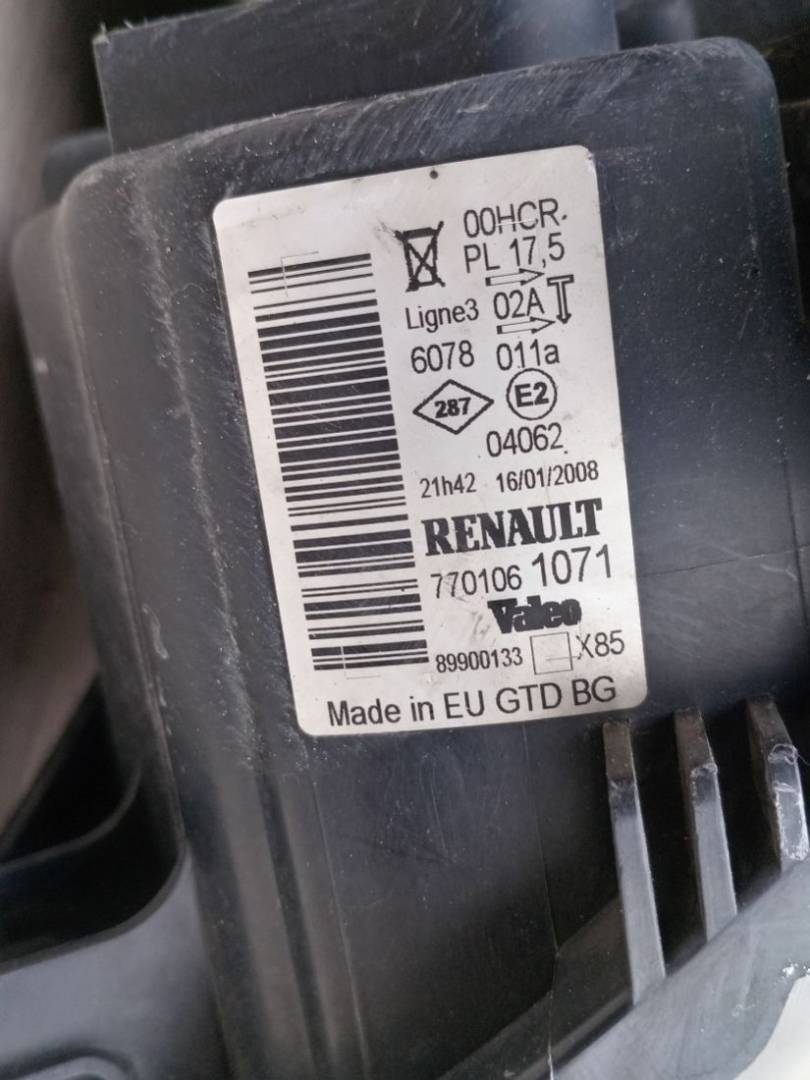 00HCR
PL 17,5
Ligne3 02A
6078 011a
287 E2
04062
21h42 16/01/2008
RENAULT
770106 1071
Valeo
89900133 X85
Made in EU GTD BG